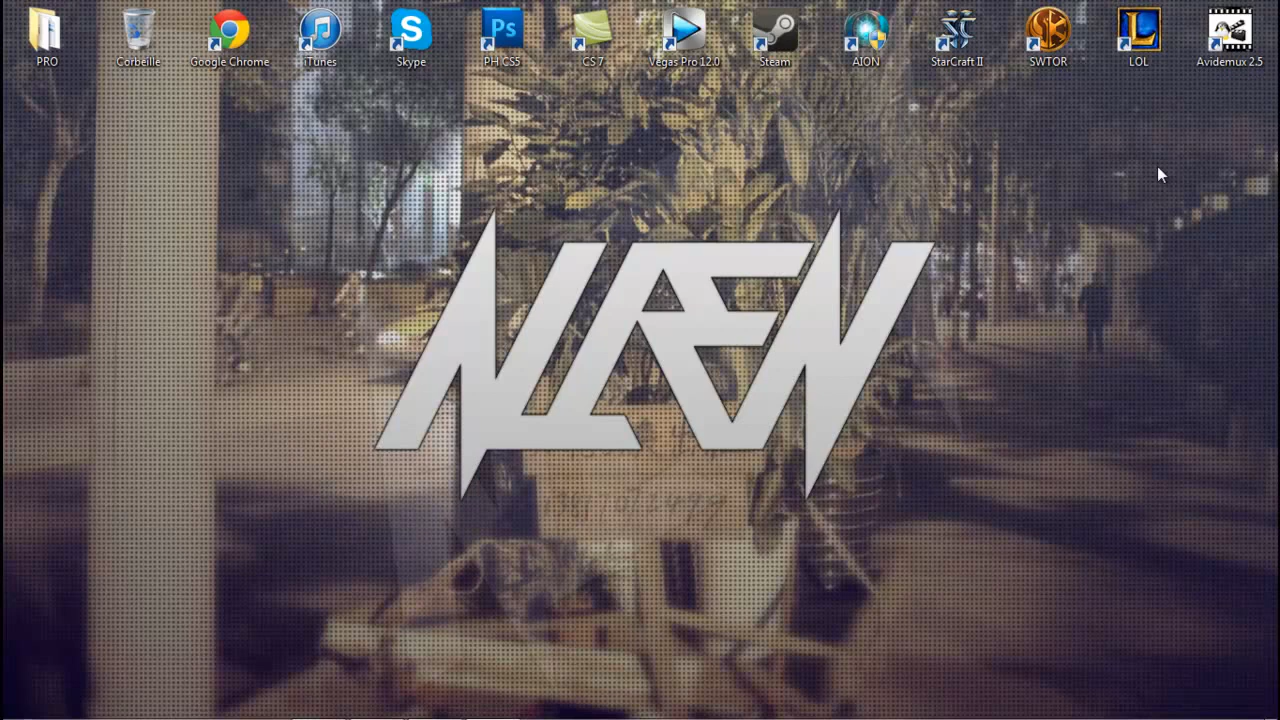 PRO
Corbeille
Google Chrome
iTunes
Skype
PH CS5
CS 7
Vegas Pro 12.0
Steam
AION
StarCraft II
SWTOR
LOL
Avidemux 2.5
Ps
S
L